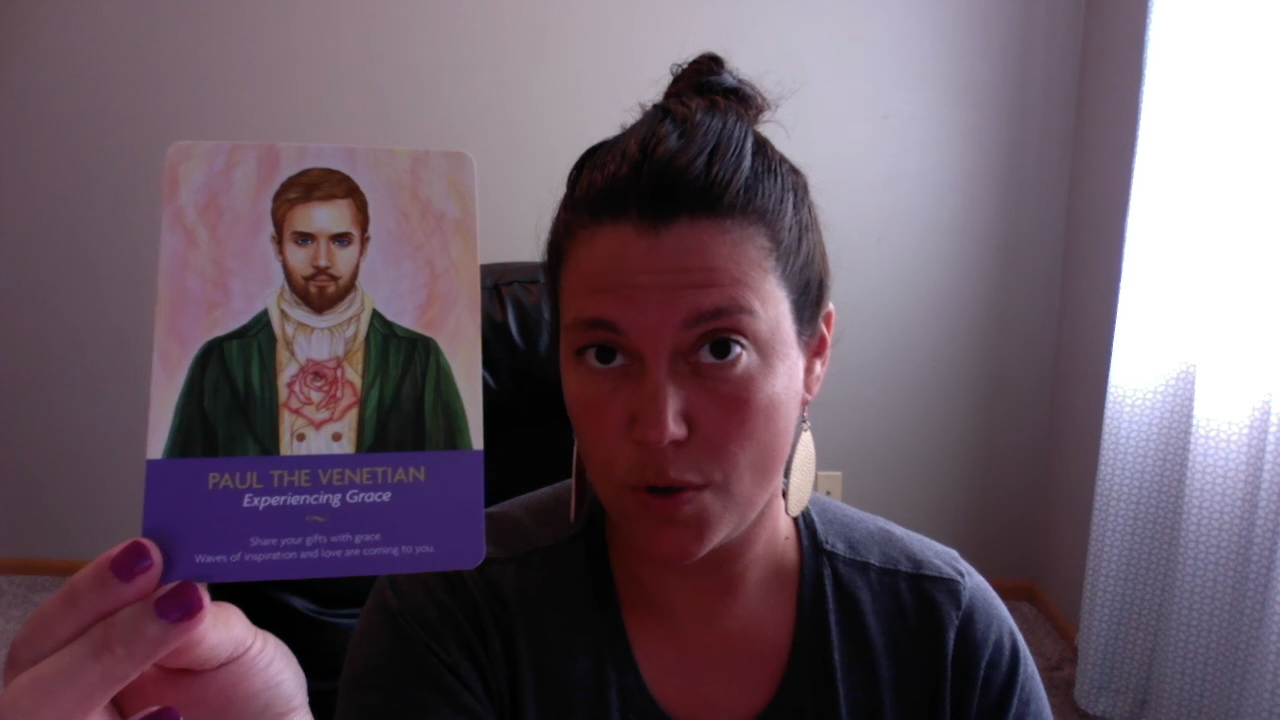 PAUL THE VENETIAN
Experiencing Grace
Share your gifts with grace.
Waves of inspiration and love are coming to you.